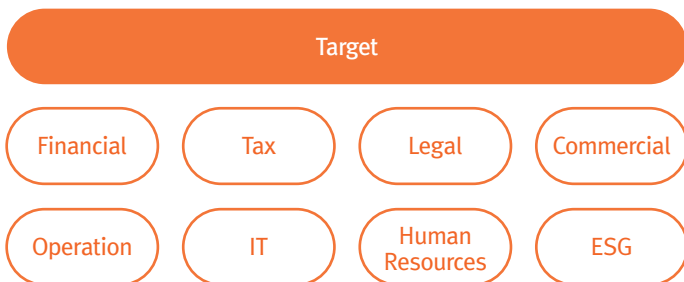 Target
Financial
Tax
Legal
Commercial
Operation
IT
Human
Resources
ESG